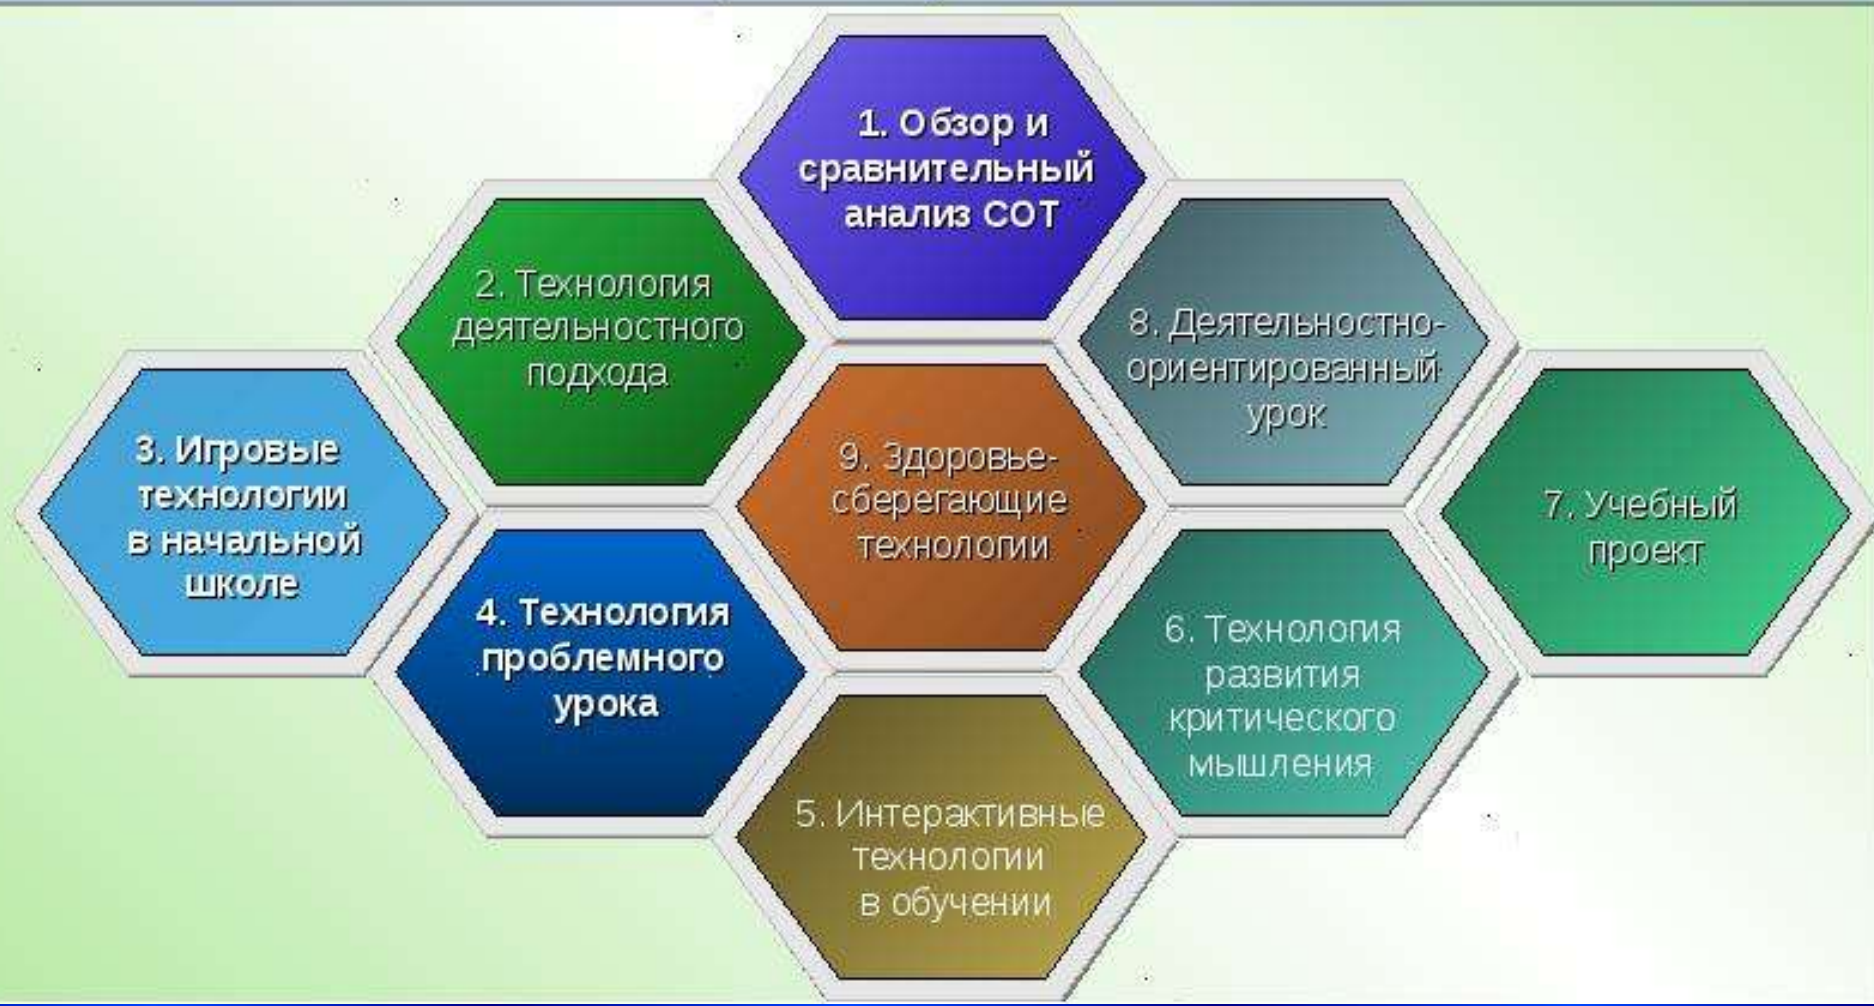 1. Обзор и
сравнительный
анализ СОТ
2. Технология
деятельностного
подхода
3. Игровые
технологии
в начальной
школе
4. Технология
проблемного
урока
5. Интерактивные
технологии
в обучении
6. Технология
развития
критического
мышления
7. Учебный
проект
8. Деятельностно-
ориентированный
урок
9. Здоровье-
сберегающие
технологии